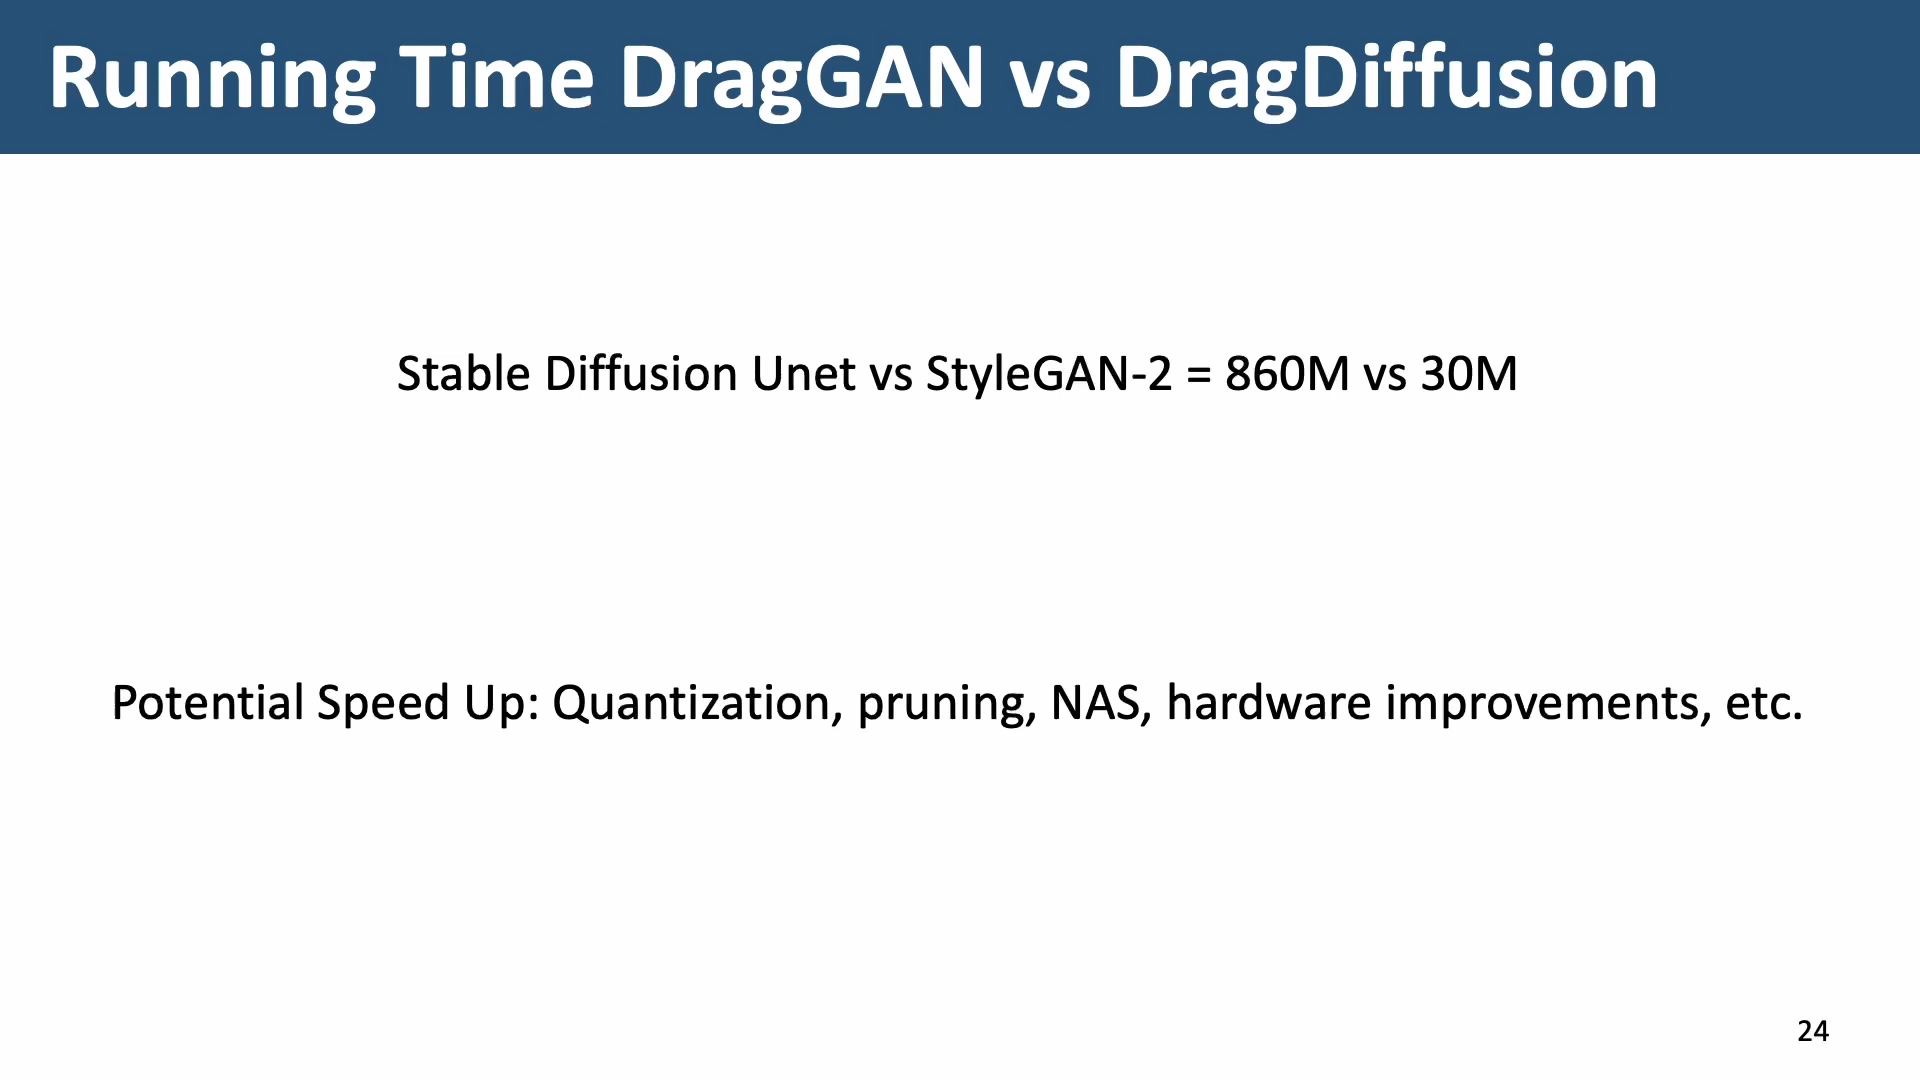 Running Time DragGAN vs DragDiffusion
Stable Diffusion Unet vs StyleGAN-2 = 860M vs 30M
Potential Speed Up: Quantization, pruning, NAS, hardware improvements, etc.
24